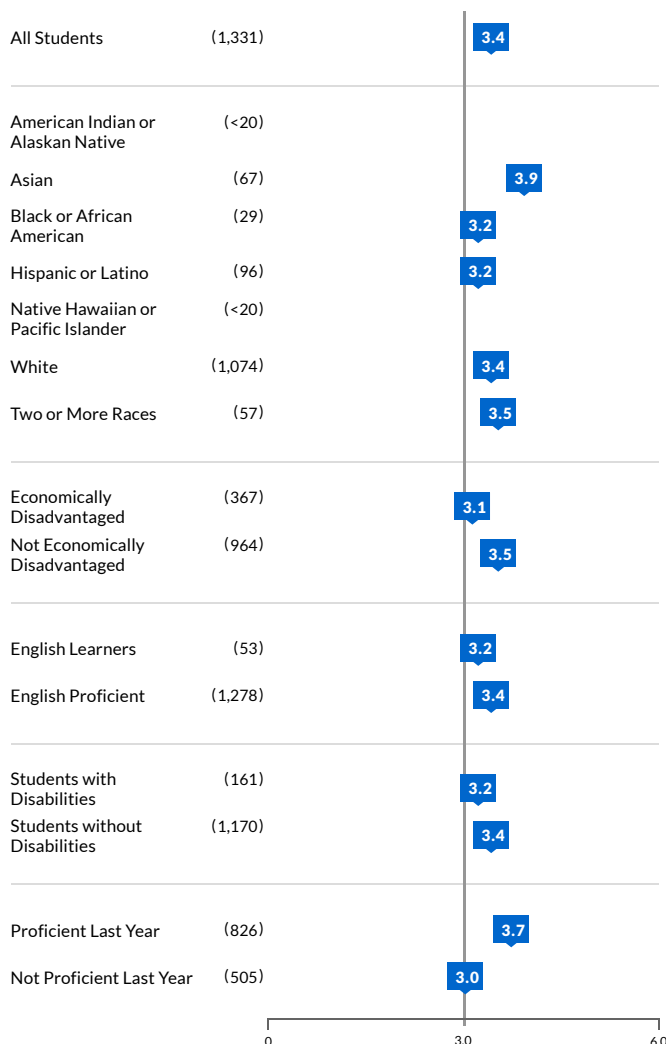 All Students (1,331) 3.4
American Indian or (<20)
Alaskan Native
Asian (67) 3.9
Black or African (29) 3.2
American
Hispanic or Latino (96) 3.2
Native Hawaiian or (<20)
Pacific Islander
White (1,074) 3.4
Two or More Races (57) 3.5
Economically (367) 3.1
Disadvantaged
Not Economically (964) 3.5
Disadvantaged
English Learners (53) 3.2
English Proficient (1,278) 3.4
Students with (161) 3.2
Disabilities
Students without (1,170) 3.4
Disabilities
Proficient Last Year (826) 3.7
Not Proficient Last Year (505) 3.0
0 3.0 6.0